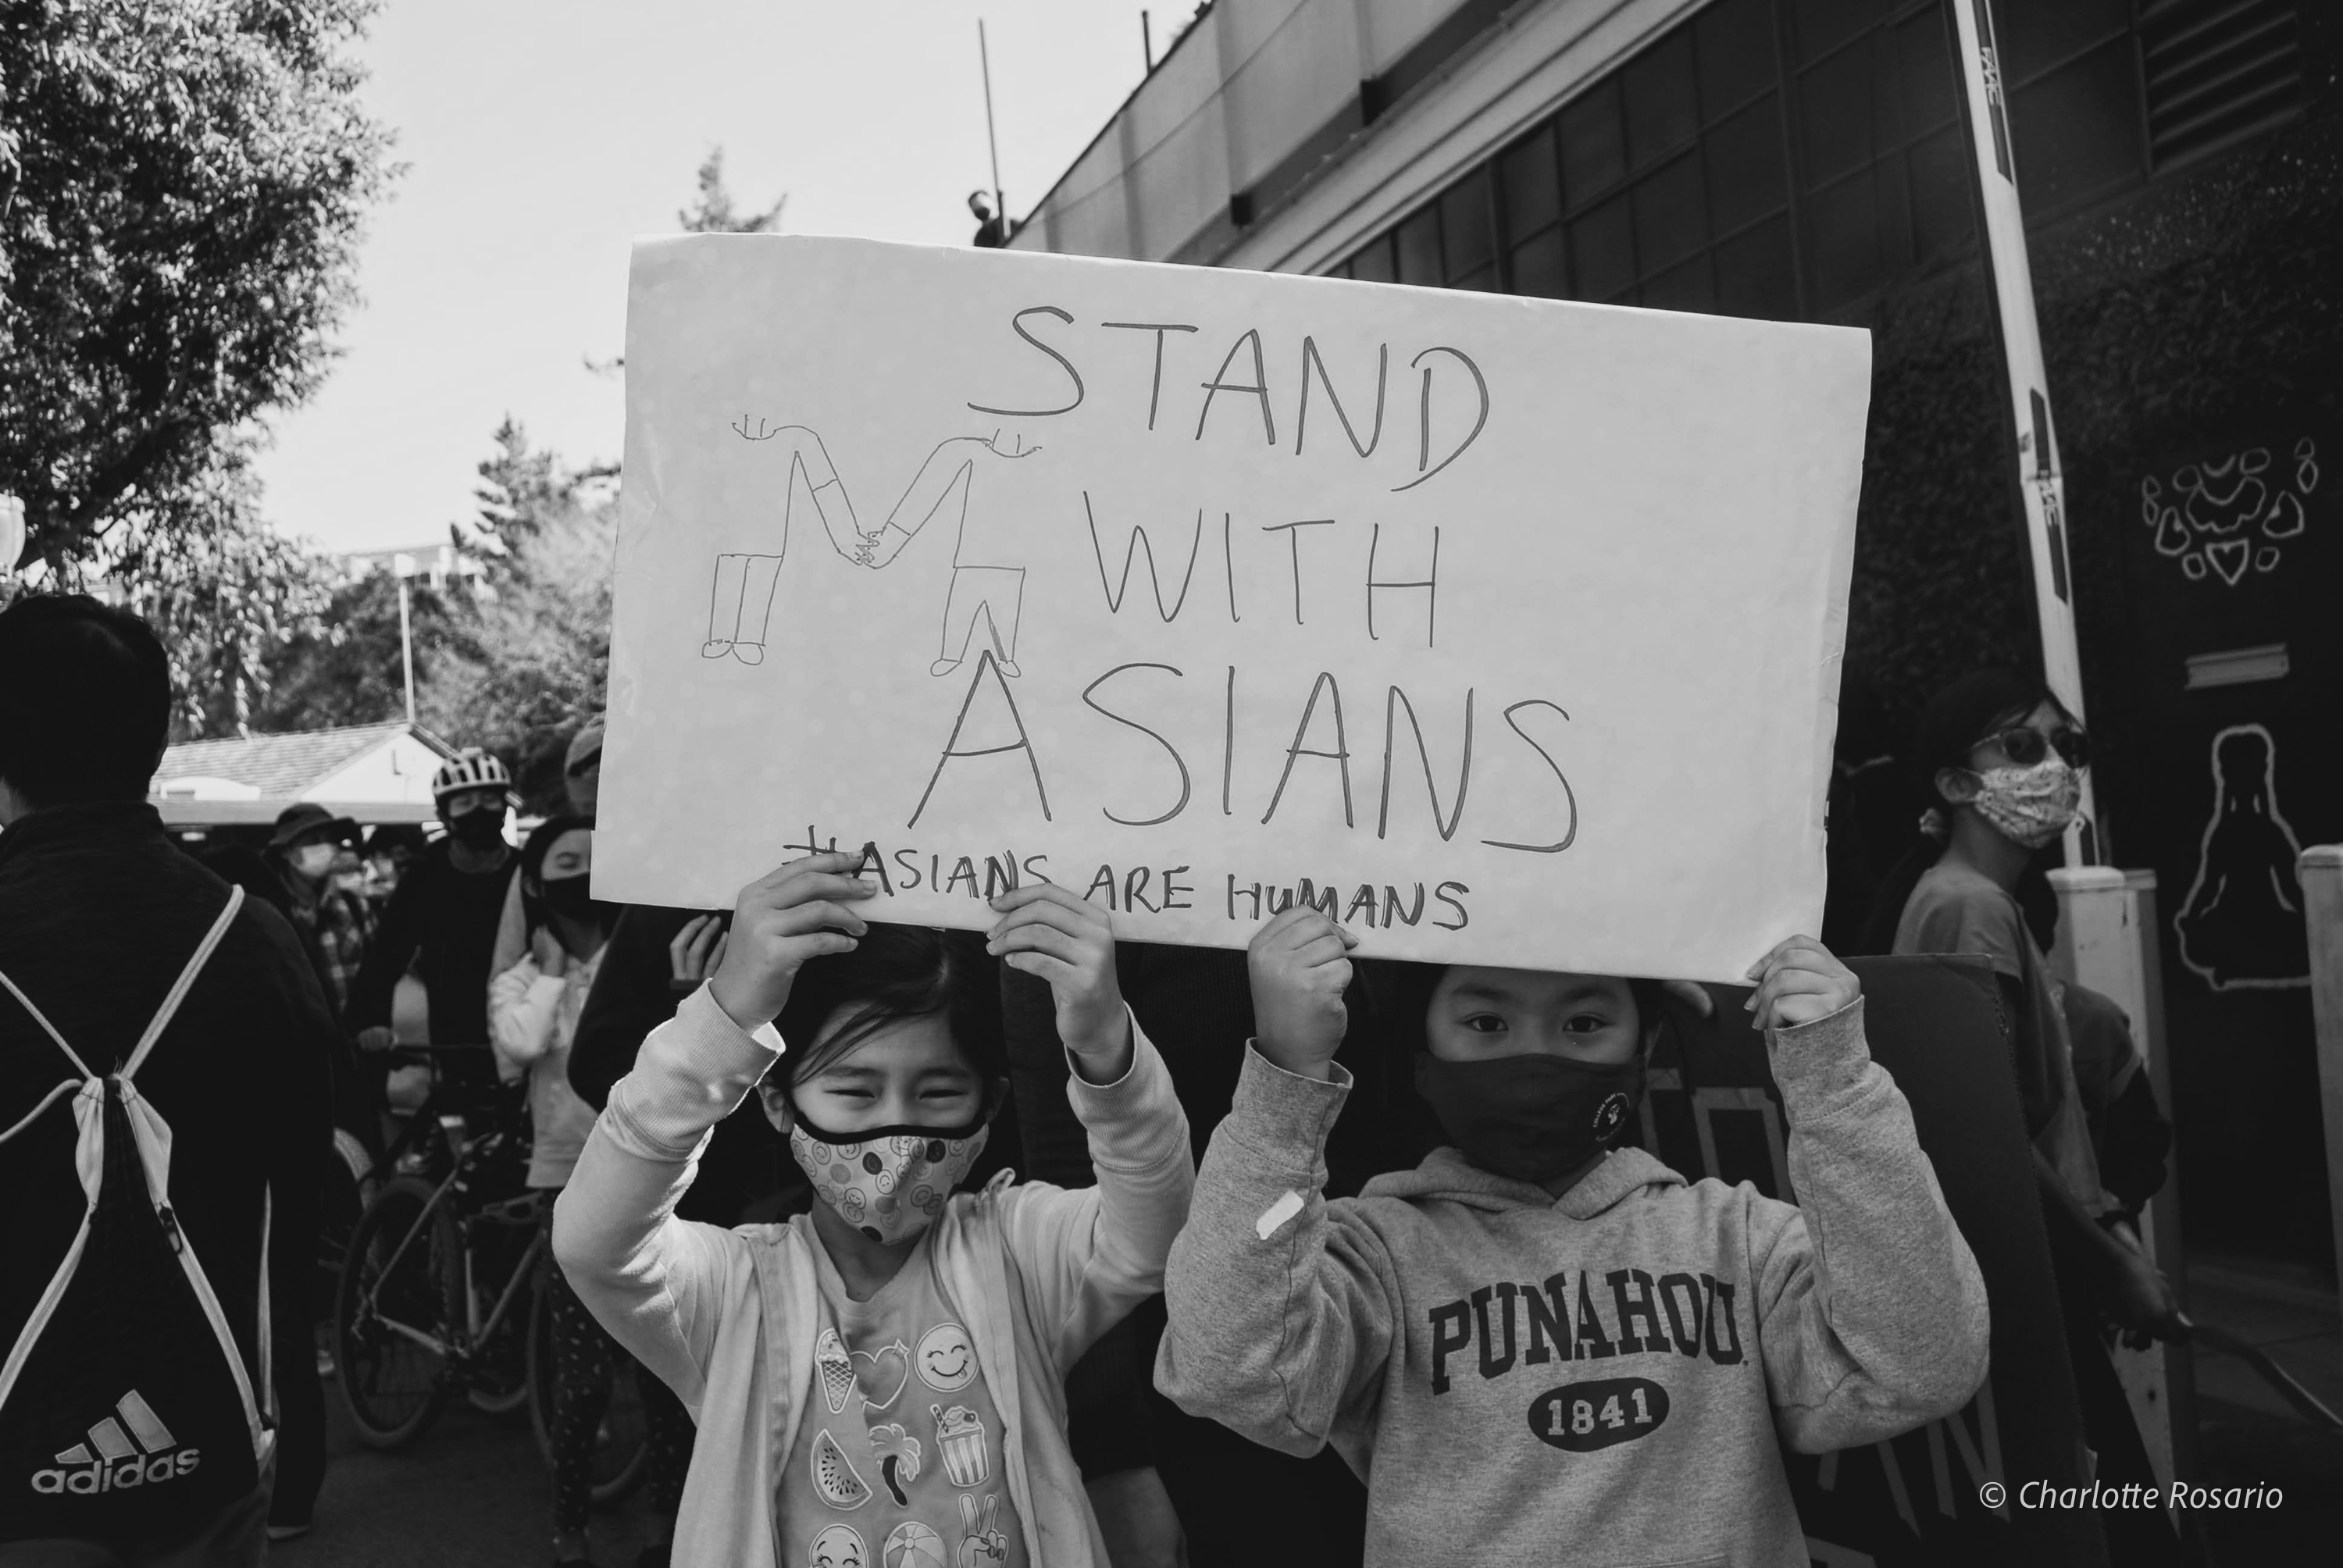 STAND
WITH
ASIANS
#ASIANS ARE HUMANS
PUNAHOU
1841
adidas
© Charlotte Rosario